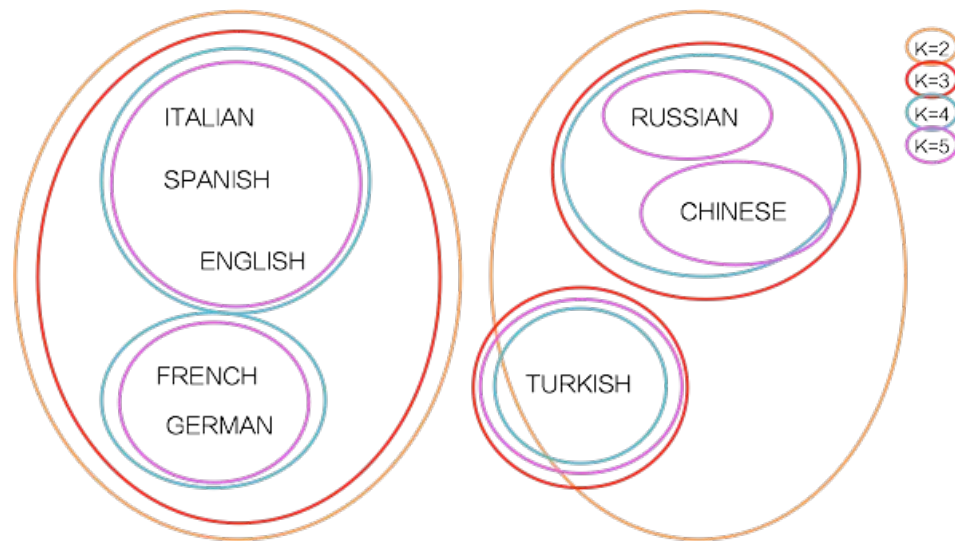 ITALIAN
SPANISH
ENGLISH
FRENCH
GERMAN
RUSSIAN
CHINESE
TURKISH
K=2
K=3
K=4
K=5